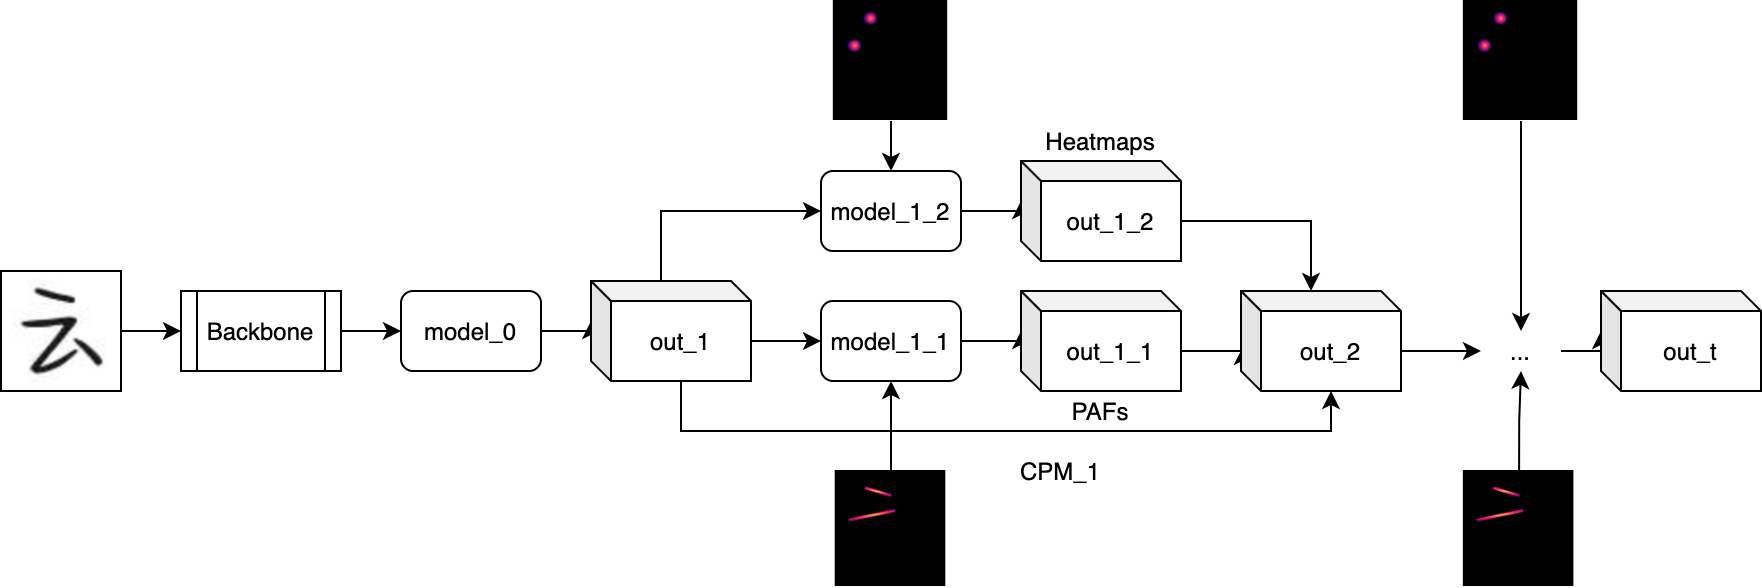 Heatmaps
model_1_2
out_1_2
云
Backbone
model_0
out_1
model_1_1
out_1_1
out_2
...
out_t
PAFs
CPM_1